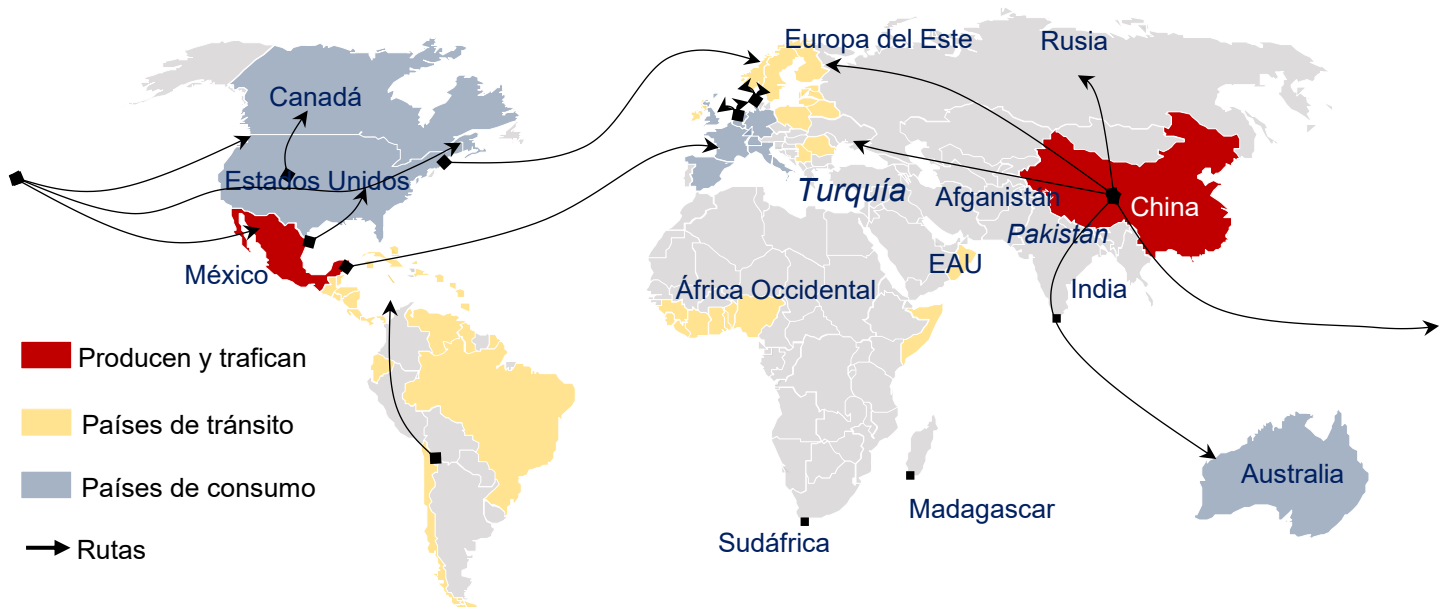 Europa del Este
Rusia
Canadá
Estados Unidos
Turquía
Afganistán
China
Pakistán
México
EAU
África Occidental
India
Producen y trafican
Países de tránsito
Países de consumo
Australia
Madagascar
Sudáfrica
Rutas